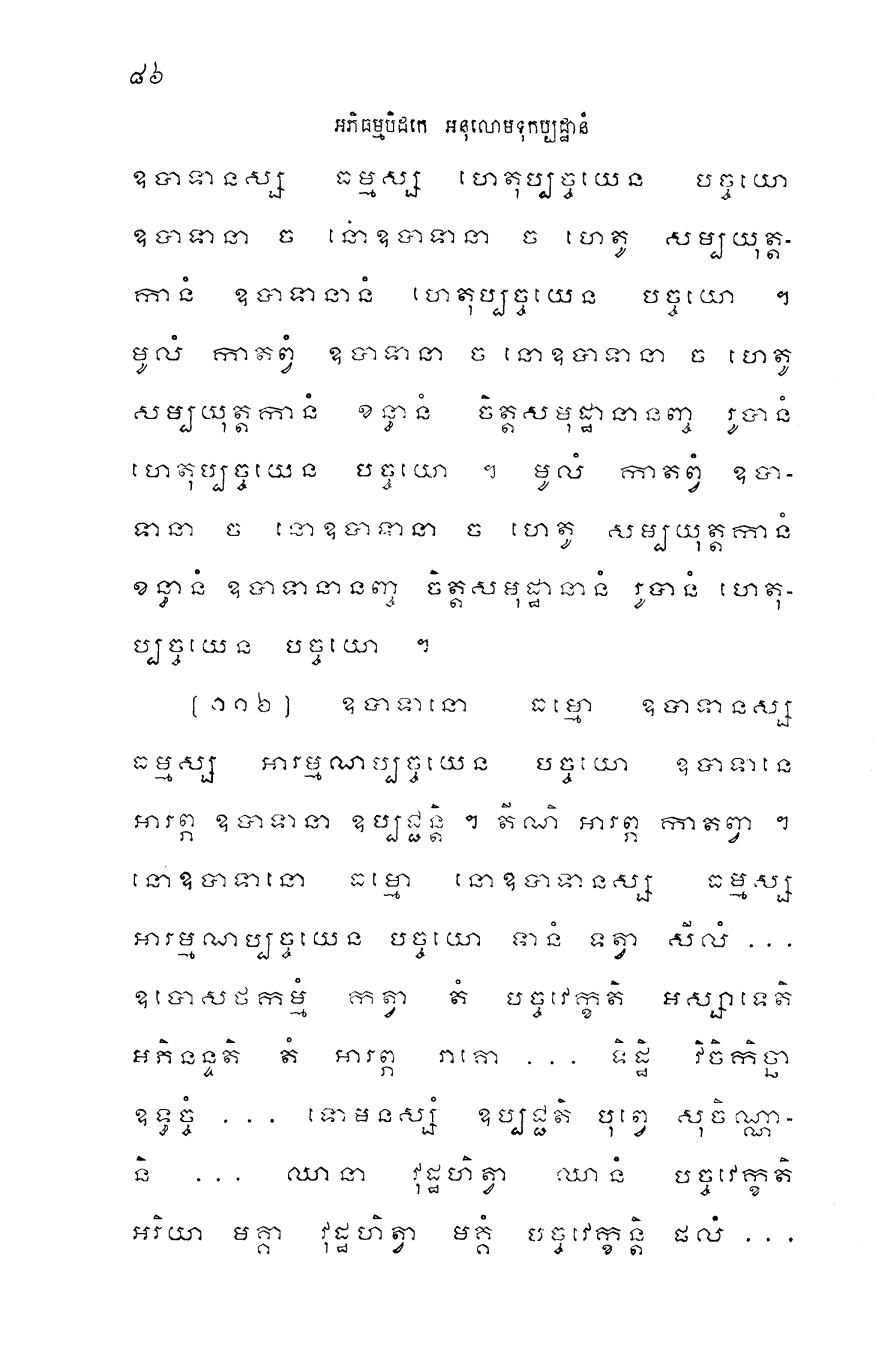 ៨៦
អភិធម្មបិដកេ អនុលោមទុកប្បដ្ឋានំ
ឧបាទានស្ស ធម្មស្ស ហេតុប្បច្ចយេន បច្ចយោ
ឧបាទានា ច នោឧបាទានា ច ហេតូ សម្បយុត្ត-
កានំ ឧបាទានានំ ហេតុប្បច្ចយេន បច្ចយោ ។
មូលំ កាតព្វំ ឧបាទានា ច នោឧបាទានា ច ហេតូ
សម្បយុត្តកានំ ខន្ធានំ ចិត្តសមុដ្ឋានានញ្ច រូបានំ
ហេតុប្បច្ចយេន បច្ចយោ ។ មូលំ កាតព្វំ ឧបា-
ទានា ច នោឧបាទានា ច ហេតូ សម្បយុត្តកានំ
ខន្ធានំ ឧបាទានានញ្ច ចិត្តសមុដ្ឋានានំ រូបានំ ហេតុ-
ប្បច្ចយេន បច្ចយោ ។
[១១៦] ឧបាទានោ ធម្មោ ឧបាទានស្ស
ធម្មស្ស អារម្មណប្បច្ចយេន បច្ចយោ ឧបាទានេ
អារព្ភ ឧបាទានា ឧប្បជ្ជន្តិ ។ តីណិ អារព្ភ កាតព្វា ។
នោឧបាទានោ ធម្មោ នោឧបាទានស្ស ធម្មស្ស
អារម្មណប្បច្ចយេន បច្ចយោ ទានំ ទត្វា សីលំ ...
ឧបោសថកម្មំ កត្វា តំ បច្ចវេក្ខតិ អស្សាទេតិ
អភិនន្ទតិ តំ អារព្ភ រាគោ ... ទិដ្ឋិ វិចិកិច្ឆា
ឧទ្ធច្ចំ ... ទោមនស្សំ ឧប្បជ្ជតិ បុព្វេ សុចិណ្ណា-
និ ... ឈានា វុដ្ឋហិត្វា ឈានំ បច្ចវេក្ខតិ
អរិយា មគ្គា វុដ្ឋហិត្វា មគ្គំ បច្ចវេក្ខន្តិ ផលំ ...